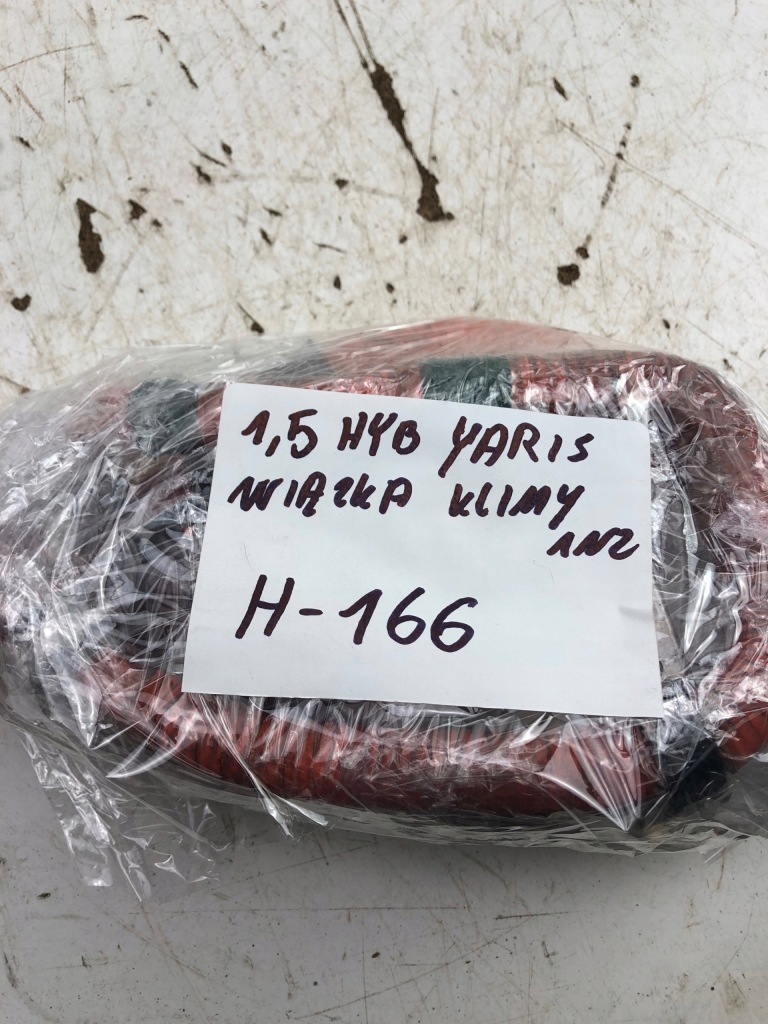 1,5 HYB YARIS
WIĄZKA KLIMY
1NZ
H-166